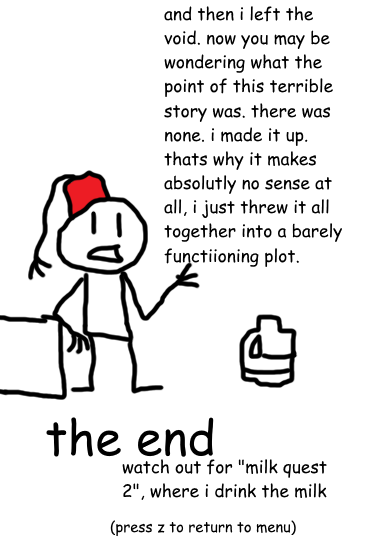 and then i left the
void. now you may be
wondering what the
point of this terrible
story was. there was
none. i made it up.
thats why it makes
absolutly no sense at
all, i just threw it all
together into a barely
functiioning plot.
the end
watch out for "milk quest
2", where i drink the milk
(press z to return to menu)